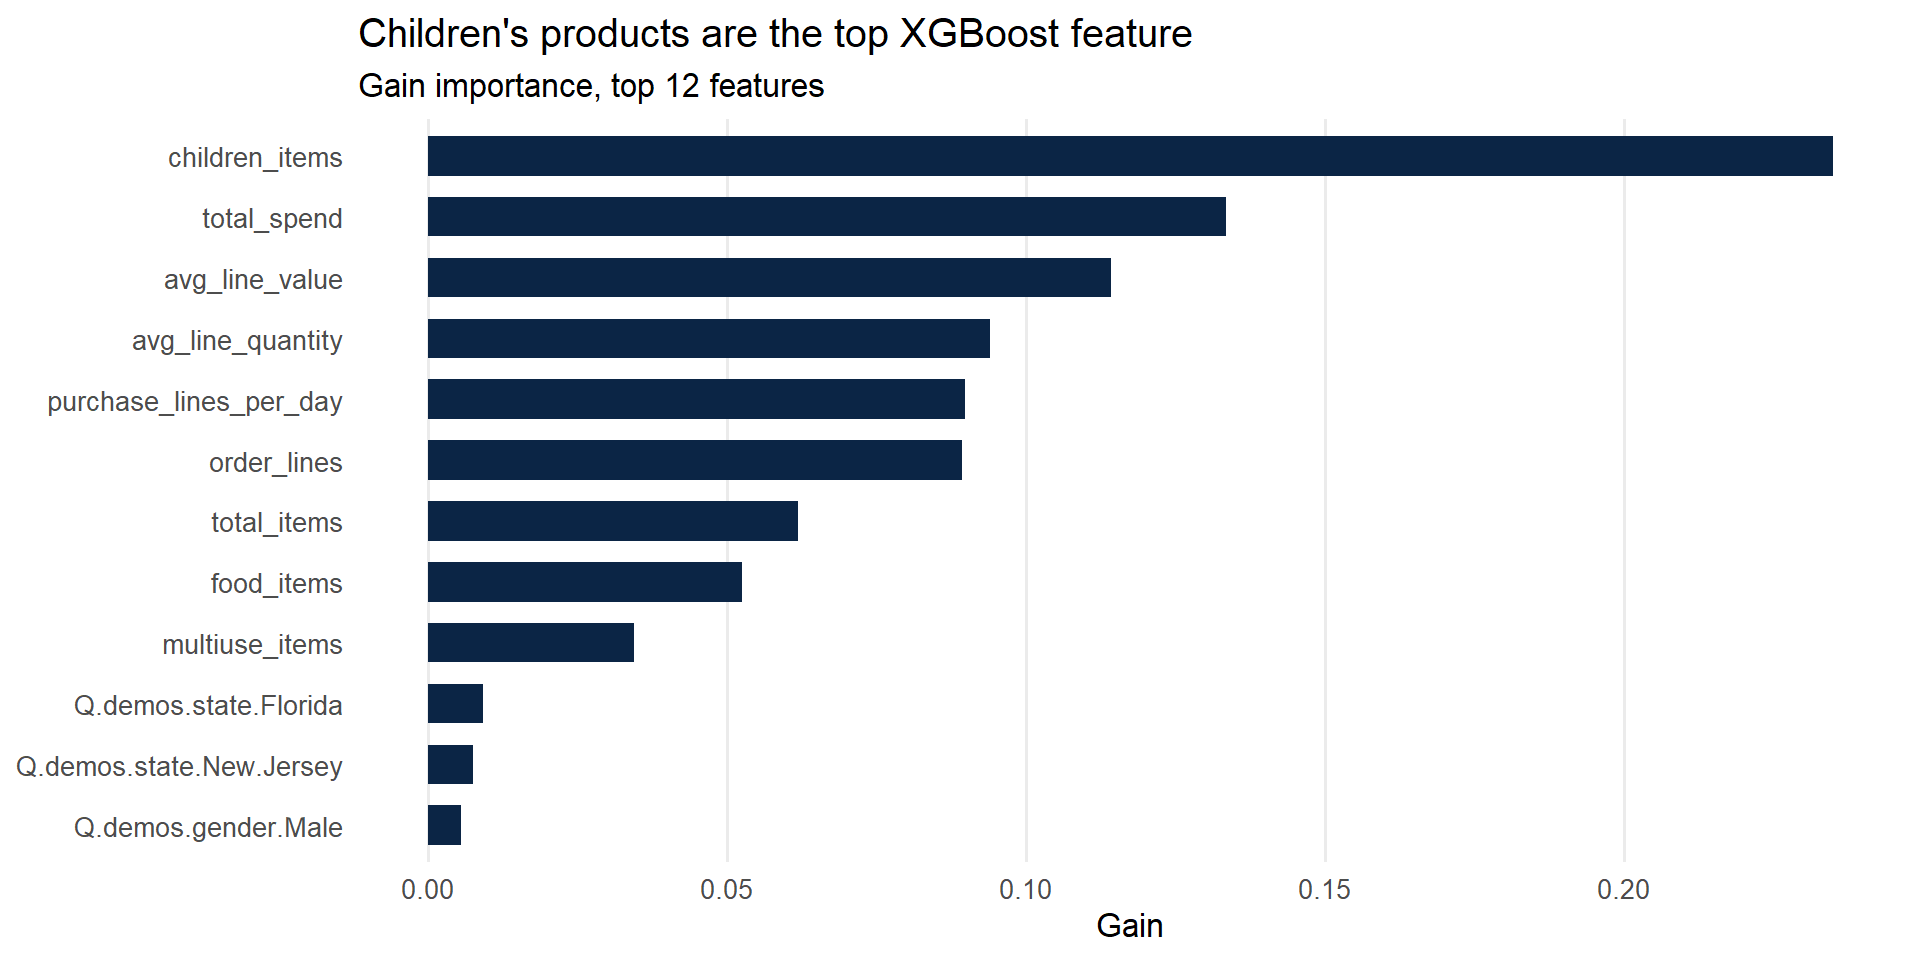 Children's products are the top XGBoost feature
Gain importance, top 12 features
children_items
total_spend
avg_line_value
avg_line_quantity
purchase_lines_per_day
order_lines
total_items
food_items
multiuse_items
Q.demos.state.Florida
Q.demos.state.New.Jersey
Q.demos.gender.Male
0.00 0.05 0.10 0.15 0.20
Gain